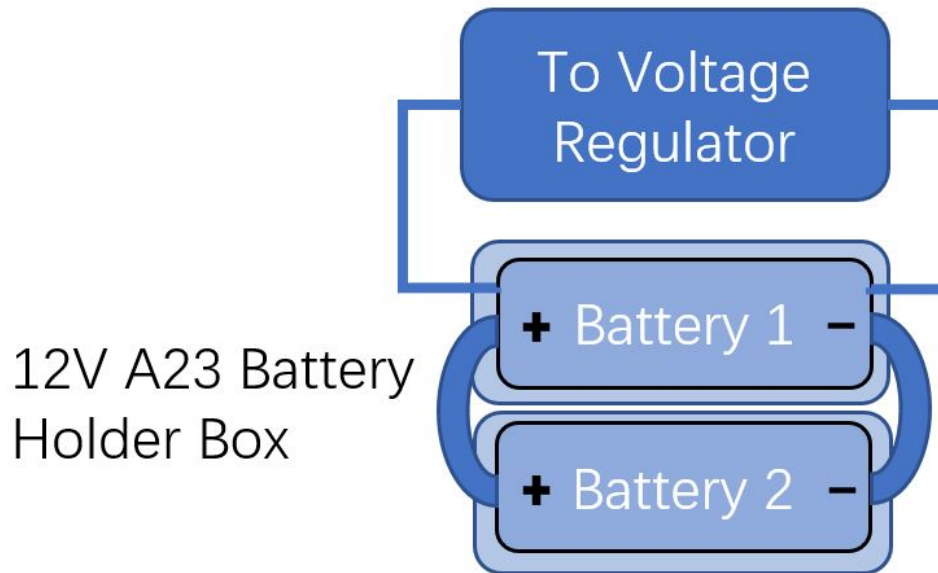 To Voltage
Regulator
+ Battery 1 −
12V A23 Battery
Holder Box
+ Battery 2 −